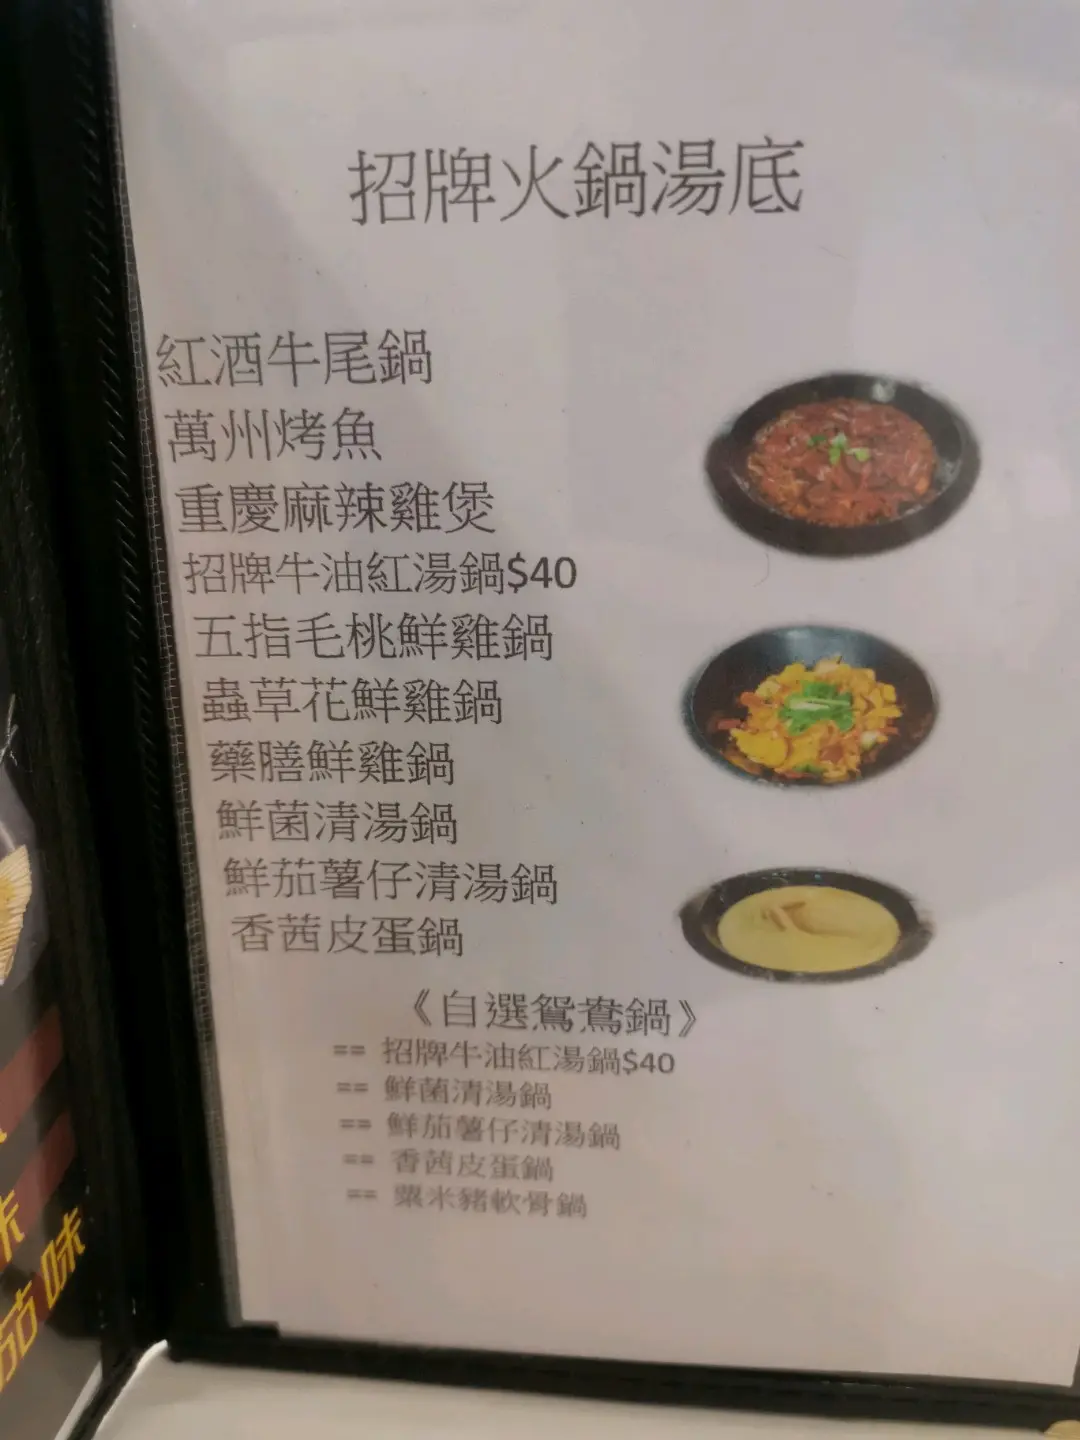 招牌火鍋湯底
紅酒牛尾鍋
萬州烤魚
重慶麻辣雞煲
招牌牛油紅湯鍋$40
五指毛桃鮮雞鍋
蟲草花鮮雞鍋
藥膳鮮雞鍋
鮮菌清湯鍋
鮮茄薯仔清湯鍋
香茜皮蛋鍋
《自選鴛鴦鍋》
== 招牌牛油紅湯鍋$40
== 鮮菌清湯鍋
== 鮮茄薯仔清湯鍋
== 香茜皮蛋鍋
== 粟米豬軟骨鍋
味
茄